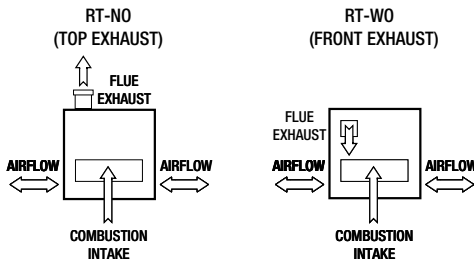 RT-NO
(TOP EXHAUST)
FLUE
EXHAUST
AIRFLOW
AIRFLOW
COMBUSTION
INTAKE
RT-WO
(FRONT EXHAUST)
FLUE
EXHAUST
AIRFLOW
AIRFLOW
COMBUSTION
INTAKE